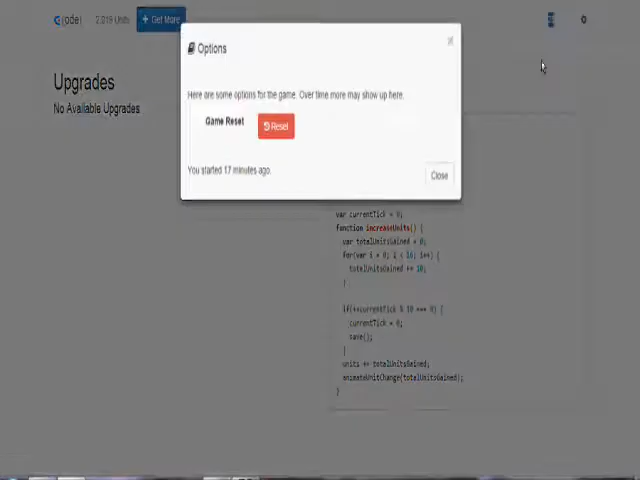 C{ode} 2,019 Units + Get More
Options ×
Upgrades
No Available Upgrades
Here are some options for the game. Over time more may show up here.
Game Reset Reset
You started 17 minutes ago.
Close
var currentTick = 0;
function increaseUnits() {
var totalUnitsGained = 0;
for(var i = 0; i < 16; i++) {
totalUnitsGained += 10;
}
if(++currentTick % 10 === 0) {
currentTick = 0;
save();
}
units += totalUnitsGained;
animateUnitChange(totalUnitsGained);
}